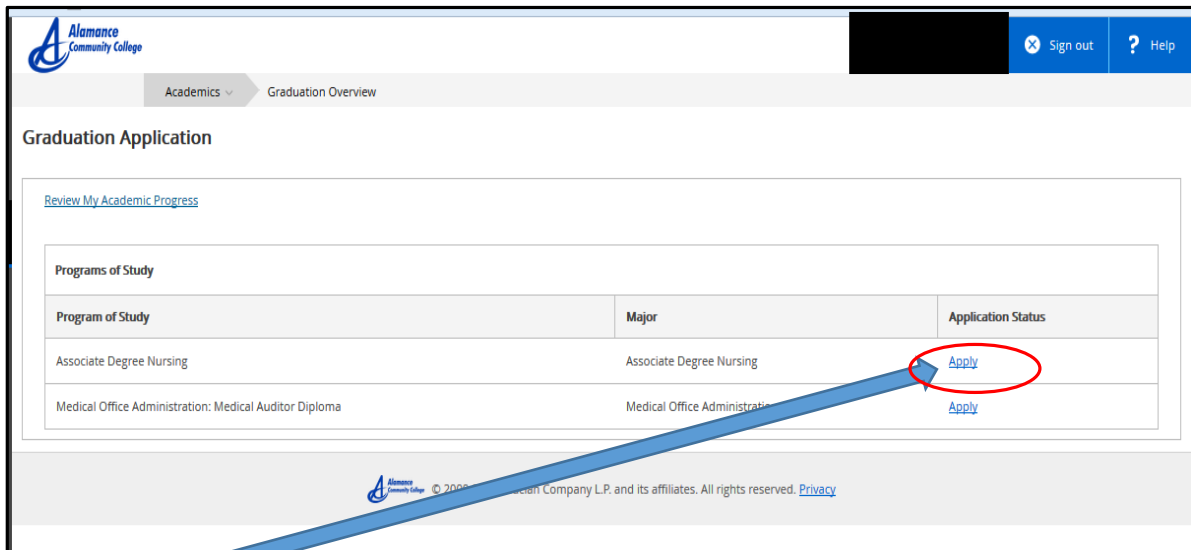 Alamance
Community College
Sign out
? Help
Academics
Graduation Overview
Graduation Application
Review My Academic Progress
Programs of Study
Program of Study Major Application Status
Associate Degree Nursing Associate Degree Nursing Apply
Medical Office Administration: Medical Auditor Diploma Medical Office Apply
Alamance
Community College
© Company L.P. and its affiliates. All rights reserved. Privacy